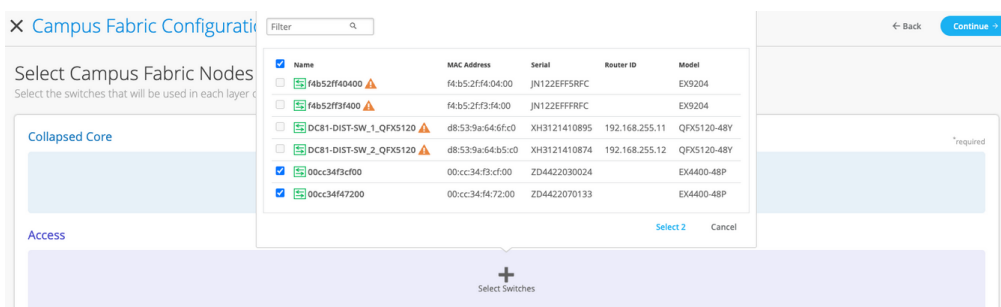 × Campus Fabric Configurati
Filter
← Back
Continue →
Select Campus Fabric Nodes
Select the switches that will be used in each layer
Name MAC Address Serial Router ID Model
f4b52ff40400 f4:b5:2f:f4:04:00 JN122EFF5RFC EX9204
f4b52ff3f400 f4:b5:2f:f3:f4:00 JN122EFFFRFC EX9204
DC81-DIST-SW_1_QFX5120 d8:53:9a:64:6f:c0 XH3121410895 192.168.255.11 QFX5120-48Y
DC81-DIST-SW_2_QFX5120 d8:53:9a:64:b5:c0 XH3121410874 192.168.255.12 QFX5120-48Y
00cc34f3cf00 00:cc:34:f3:cf:00 ZD4422030024 EX4400-48P
00cc34f47200 00:cc:34:f4:72:00 ZD4422070133 EX4400-48P
Select 2 Cancel
Collapsed Core
*required
Access
Select Switches